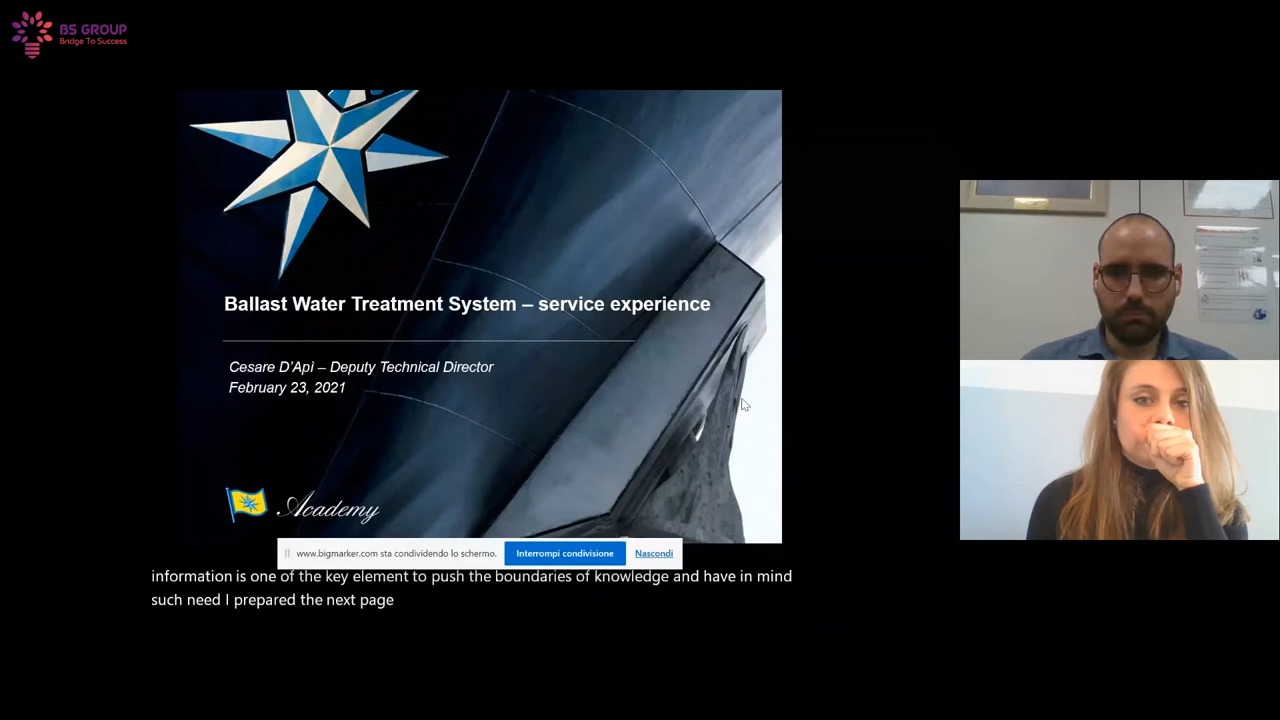 BS GROUP
Bridge To Success
Ballast Water Treatment System – service experience
Cesare D'Apì – Deputy Technical Director
February 23, 2021
Academy
www.bigmarker.com sta condividendo lo schermo.
Interrompi condivisione
Nascondi
information is one of the key element to push the boundaries of knowledge and have in mind
such need I prepared the next page